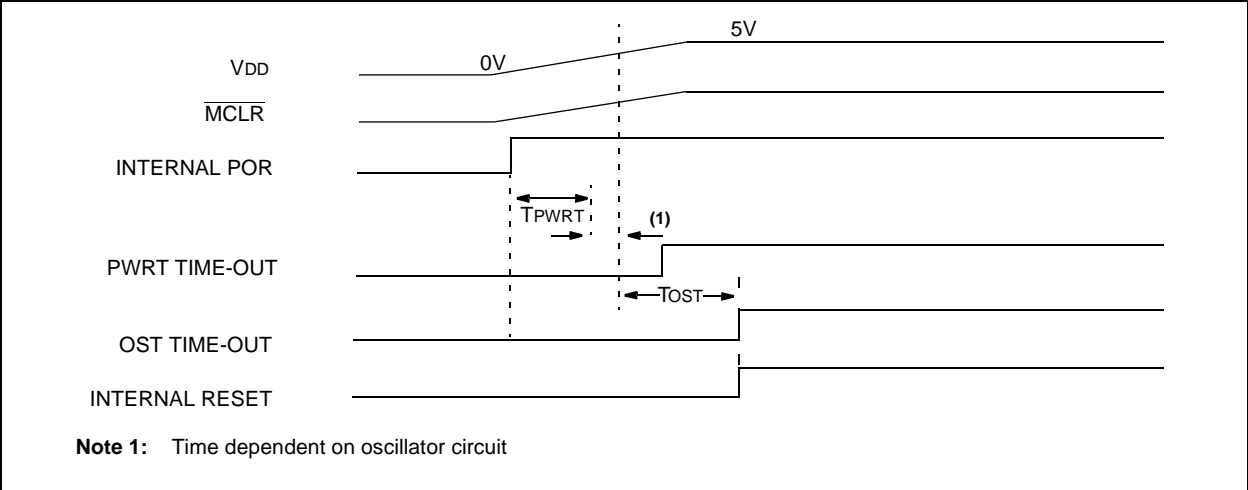 5V
VDD
0V
MCLR
INTERNAL POR
TPWRT
(1)
PWRT TIME-OUT
TOST
OST TIME-OUT
INTERNAL RESET
Note 1: Time dependent on oscillator circuit